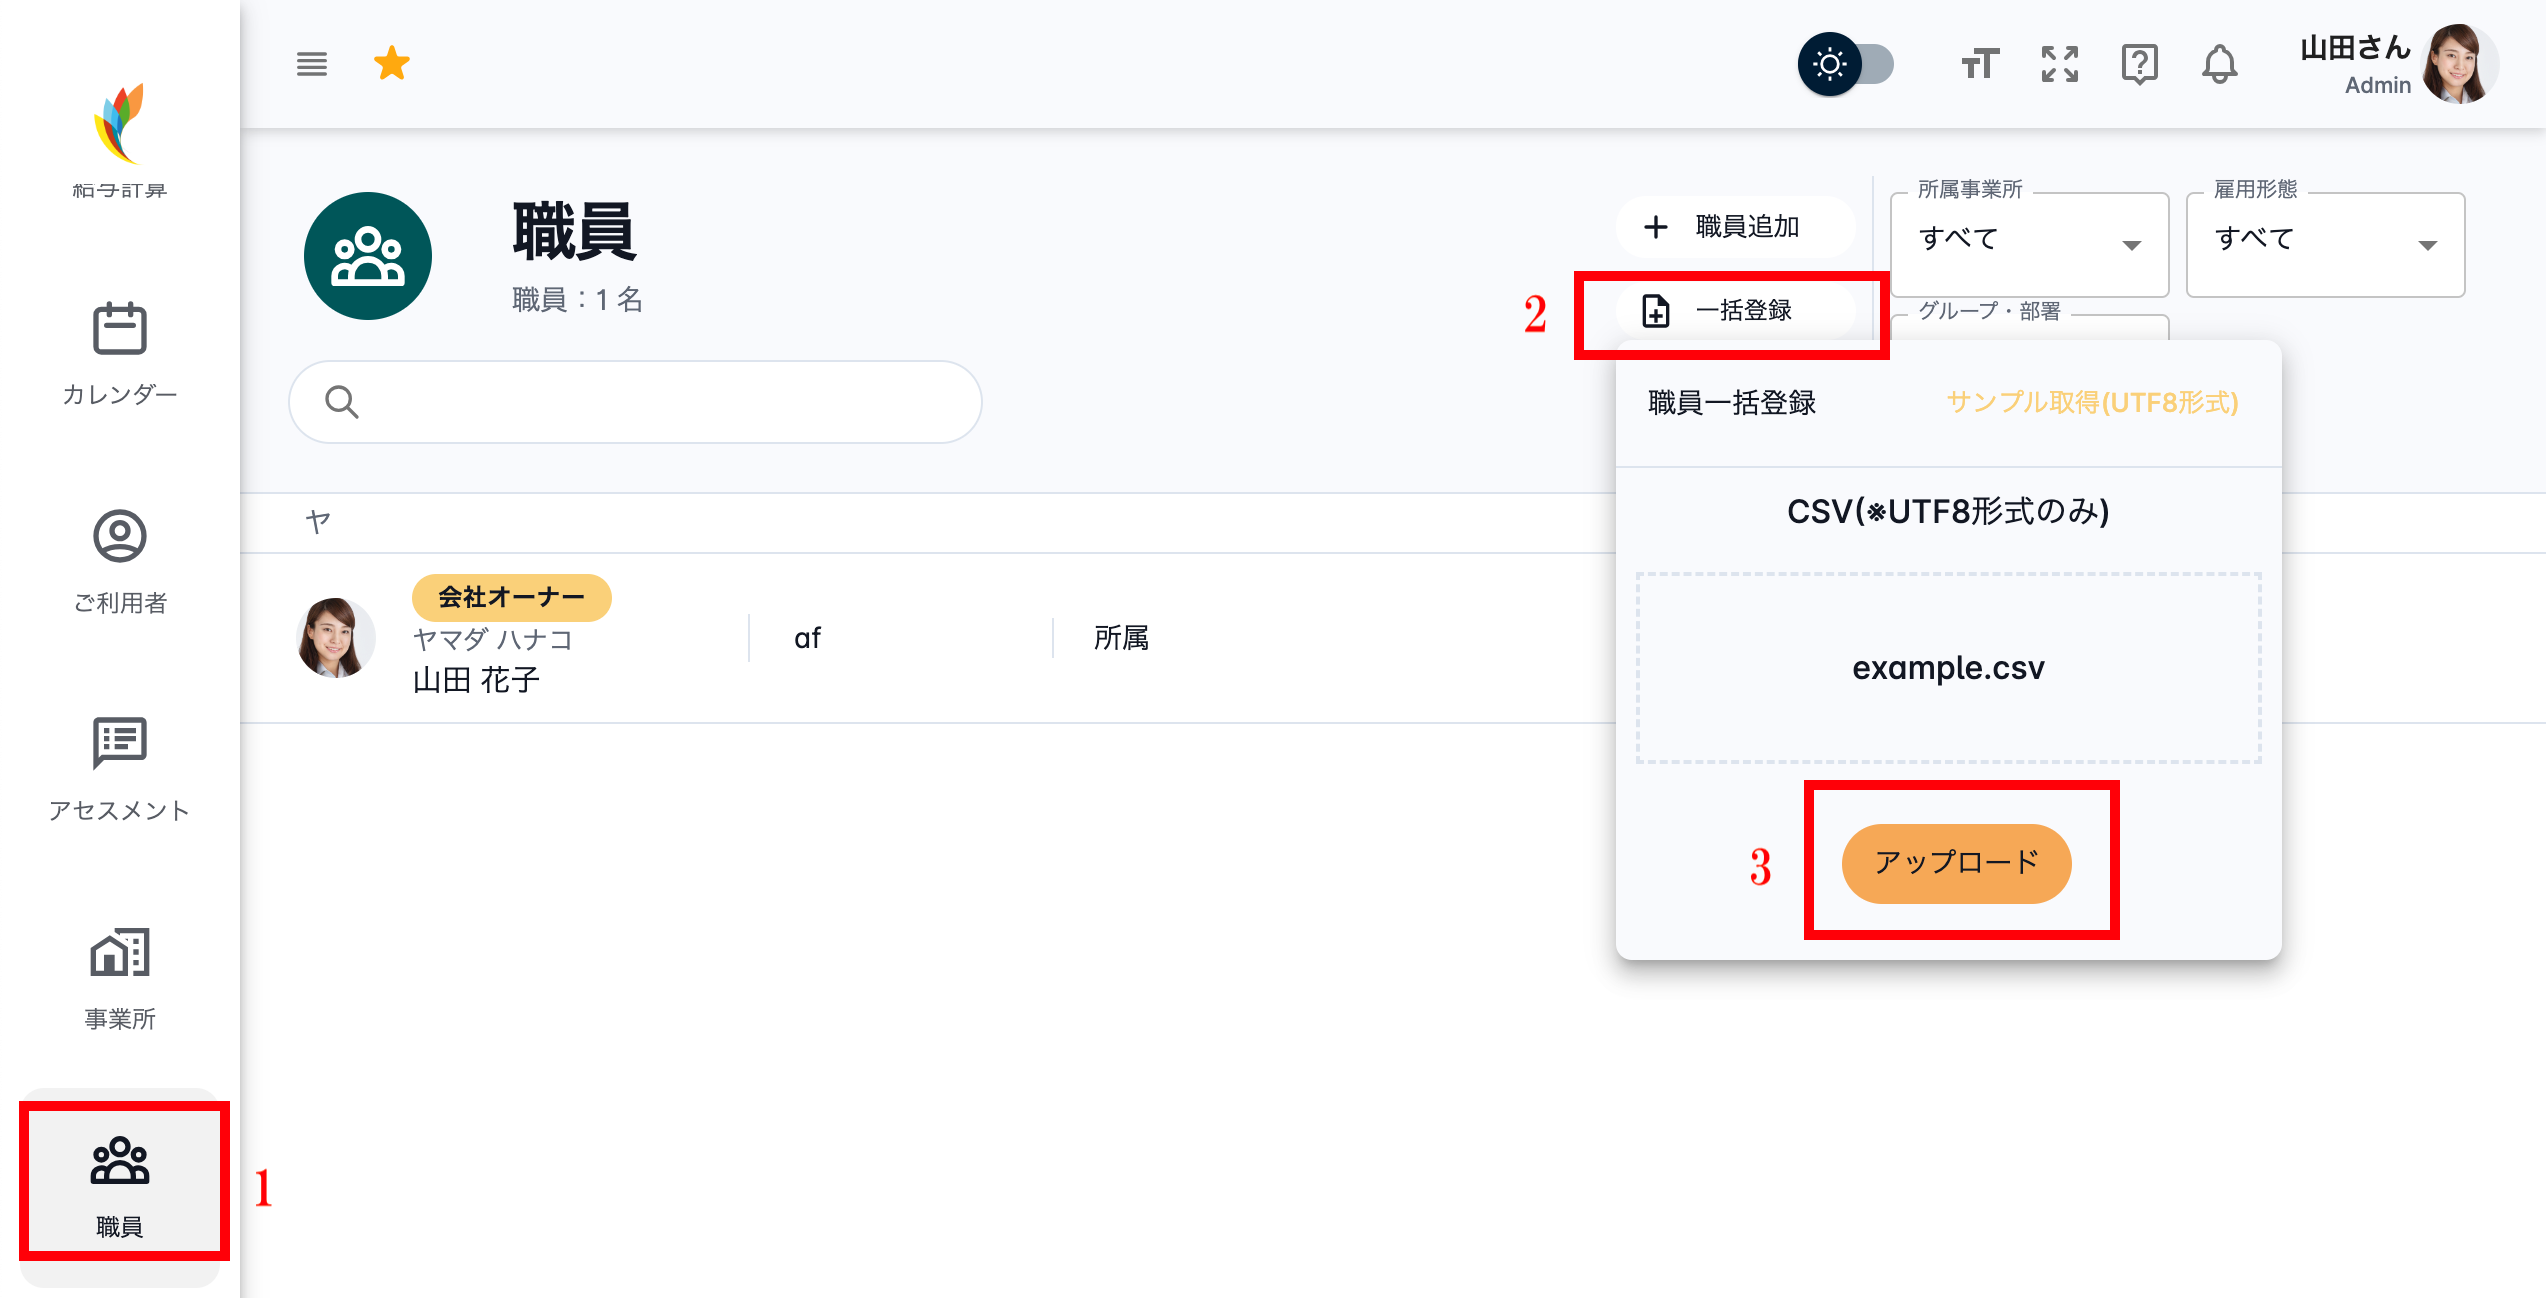 給与計算
カレンダー
ご利用者
アセスメント
事業所
職員
1
山田さん
Admin
職員
職員：1 名
職員追加
2
一括登録
所属事業所
すべて
雇用形態
すべて
グループ・部署
職員一括登録
サンプル取得(UTF8形式)
CSV(※UTF8形式のみ)
example.csv
3
アップロード
ヤ
会社オーナー
ヤマダ ハナコ
山田 花子
af
所属